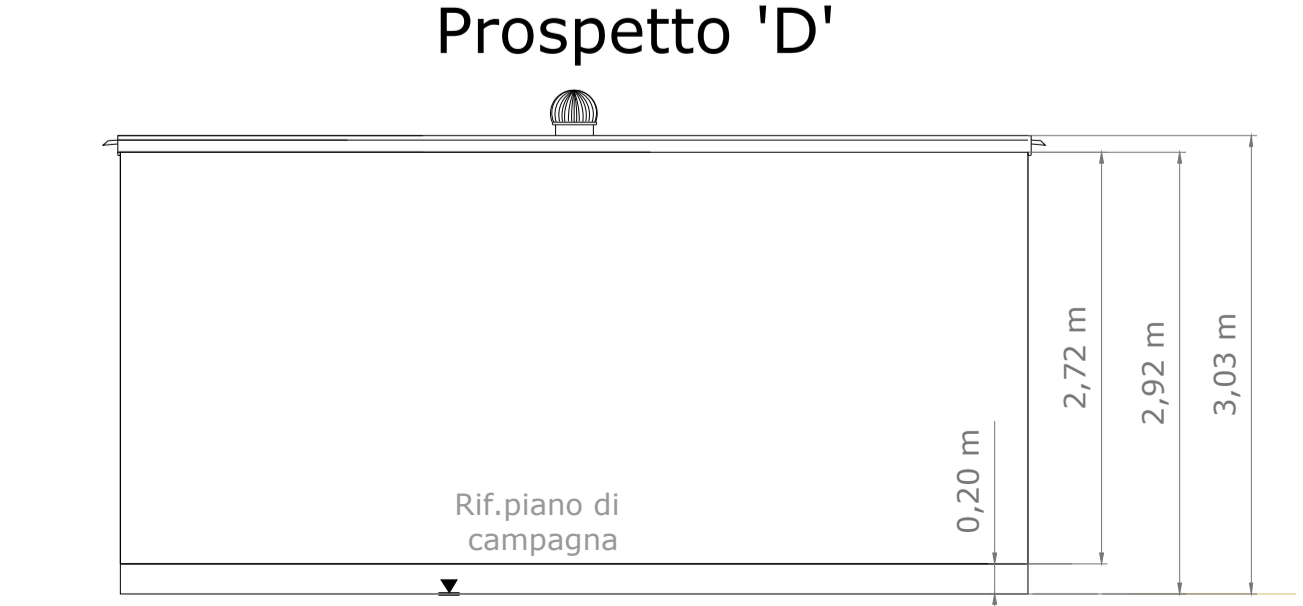 Prospetto 'D'
2,72 m
2,92 m
3,03 m
0,20 m
Rif.piano di
campagna